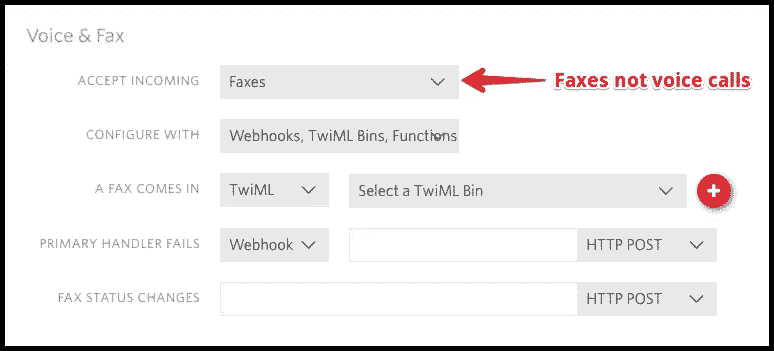 Voice & Fax
ACCEPT INCOMING Faxes Faxes not voice calls
CONFIGURE WITH Webhooks, TwiML Bins, Functions
A FAX COMES IN TwiML Select a TwiML Bin
PRIMARY HANDLER FAILS Webhook HTTP POST
FAX STATUS CHANGES HTTP POST